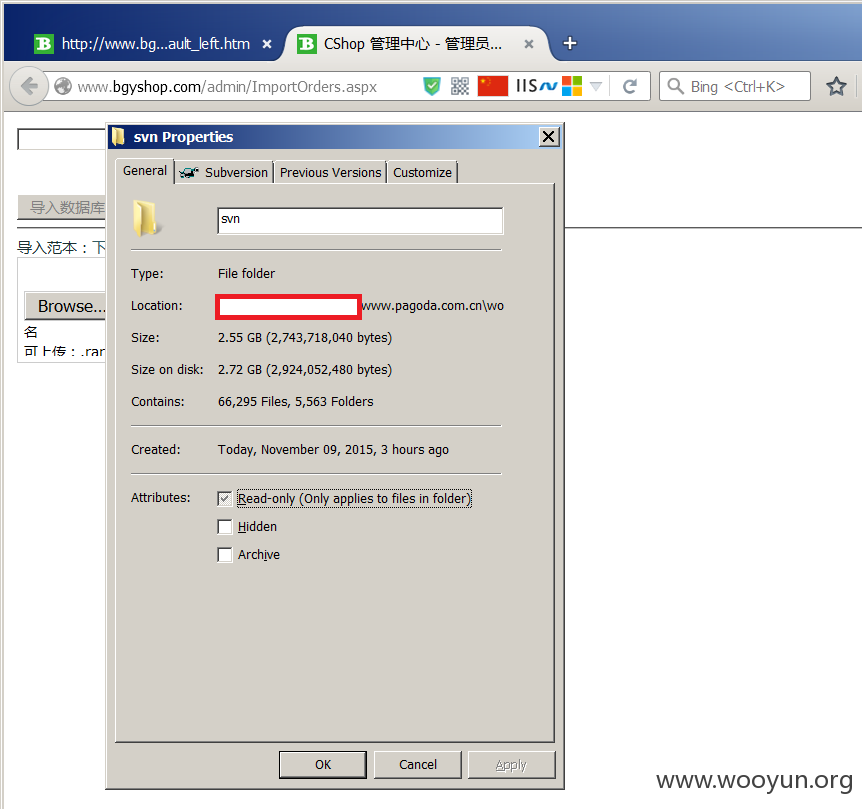 http://www.bg...ault_left.htm
CShop 管理中心 - 管理员...
www.bgyshop.com/admin/ImportOrders.aspx
IIS
Bing <Ctrl+K>
svn Properties
General
Subversion
Previous Versions
Customize
导入数据库
svn
导入范本：下
Type:
File folder
Browse...
Location:
www.pagoda.com.cn\wo
名
Size:
2.55 GB (2,743,718,040 bytes)
可上传：.rar
Size on disk:
2.72 GB (2,924,052,480 bytes)
Contains:
66,295 Files, 5,563 Folders
Created:
Today, November 09, 2015, 3 hours ago
Attributes:
Read-only (Only applies to files in folder)
Hidden
Archive
OK
Cancel
Apply
www.wooyun.org